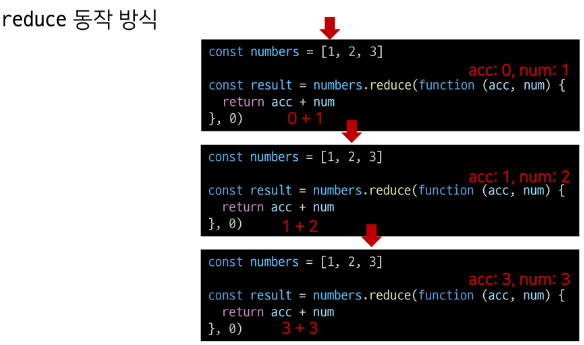 reduce 동작 방식
const numbers = [1, 2, 3]
acc: 0, num: 1
const result = numbers.reduce(function (acc, num) {
return acc + num
}, 0)
0 + 1
const numbers = [1, 2, 3]
acc: 1, num: 2
const result = numbers.reduce(function (acc, num) {
return acc + num
}, 0)
1 + 2
const numbers = [1, 2, 3]
acc: 3, num: 3
const result = numbers.reduce(function (acc, num) {
return acc + num
}, 0)
3 + 3